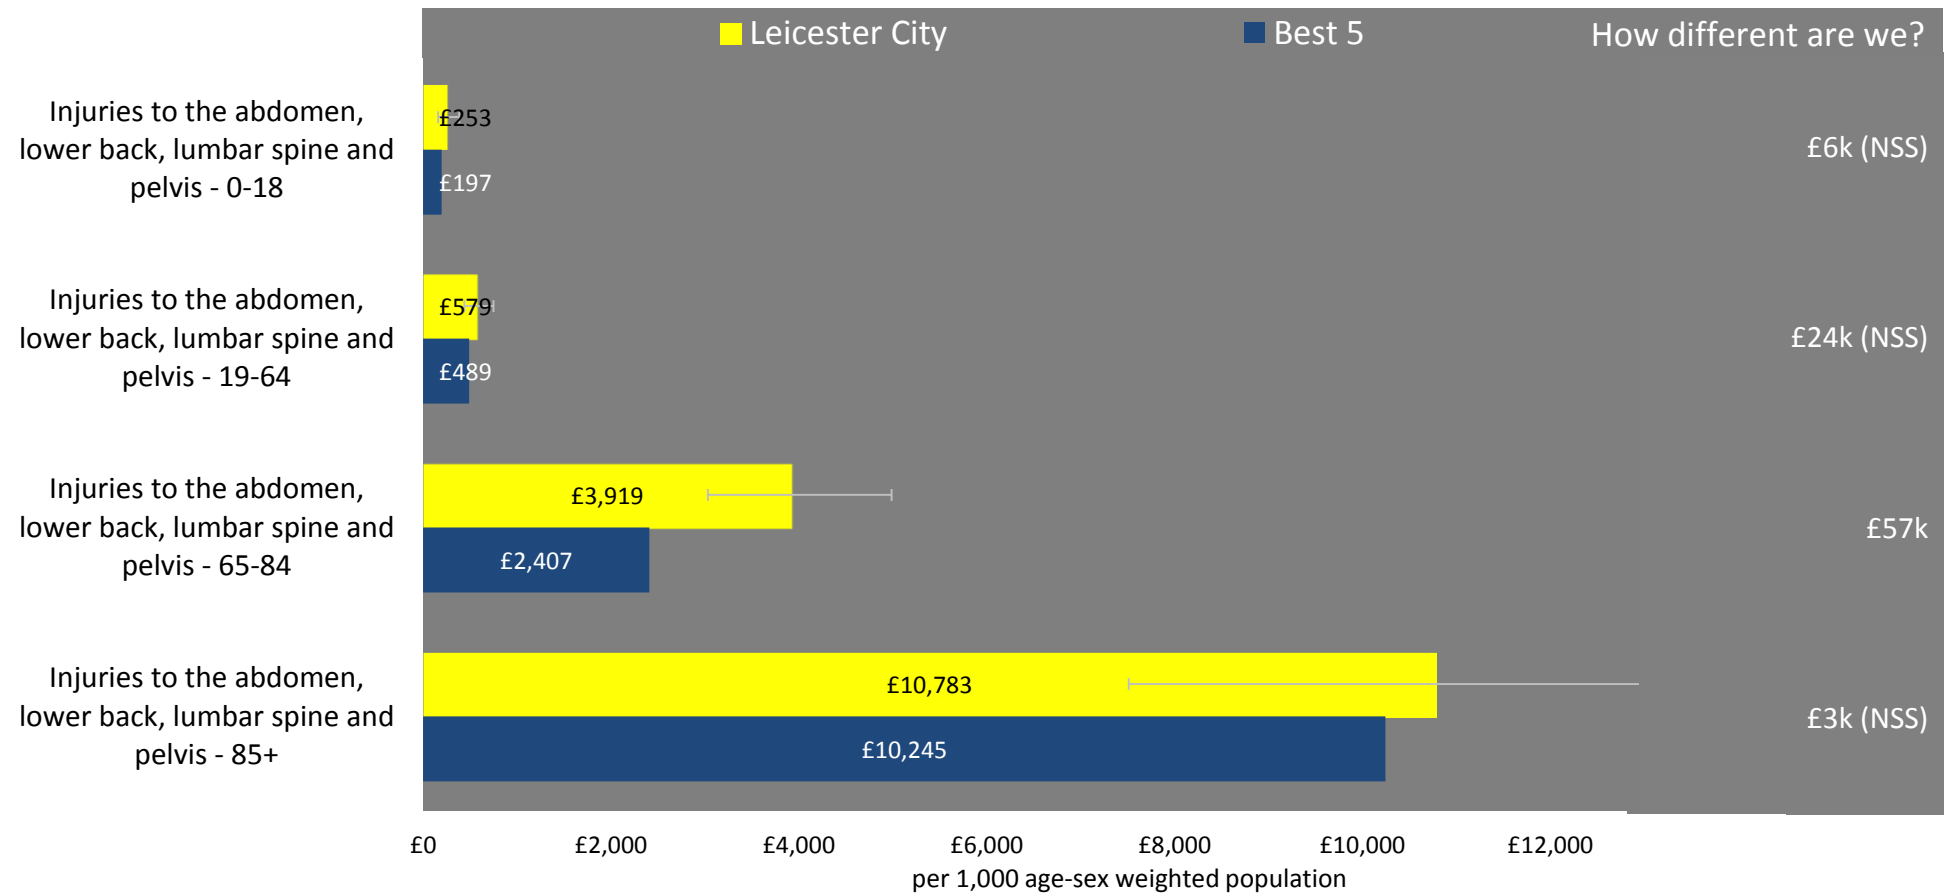 Leicester City
Best 5
How different are we?
Injuries to the abdomen,
lower back, lumbar spine and
pelvis - 0-18
£253
£197
£6k (NSS)
Injuries to the abdomen,
lower back, lumbar spine and
pelvis - 19-64
£579
£489
£24k (NSS)
Injuries to the abdomen,
lower back, lumbar spine and
pelvis - 65-84
£3,919
£2,407
£57k
Injuries to the abdomen,
lower back, lumbar spine and
pelvis - 85+
£10,783
£10,245
£3k (NSS)
£0 £2,000 £4,000 £6,000 £8,000 £10,000 £12,000
per 1,000 age-sex weighted population